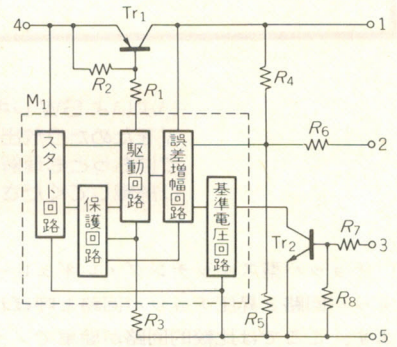 Tr1
4
1
R2
R1
R4
M1
R6
2
スタート回路
保護回路
駆動回路
誤差増幅回路
基準電圧回路
Tr2
R7
3
R8
R3
R5
5